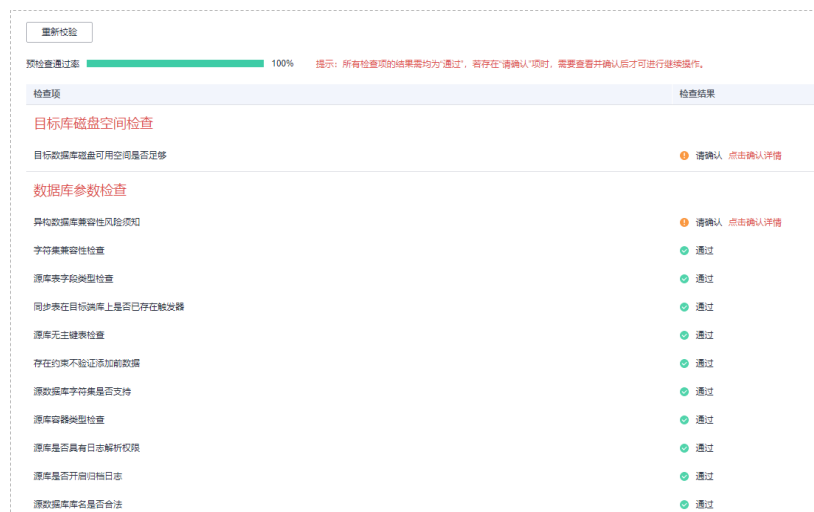 重新校验
预检查通过率 100% 提示：所有检查项的结果需均为“通过”，若存在“请确认”项时，需要查看并确认后才可进行继续操作。
检查项 检查结果
目标库磁盘空间检查
目标数据库磁盘可用空间是否足够 请确认 点击确认详情
数据库参数检查
异构数据库兼容性风险须知 请确认 点击确认详情
字符集兼容性检查 通过
源库表字段类型检查 通过
同步表在目标端库上是否已存在触发器 通过
源库无主键表检查 通过
存在约束不验证添加前数据 通过
源数据库字符集是否支持 通过
源库容器类型检查 通过
源库是否具有日志解析权限 通过
源库是否开启归档日志 通过
源数据库库名是否合法 通过